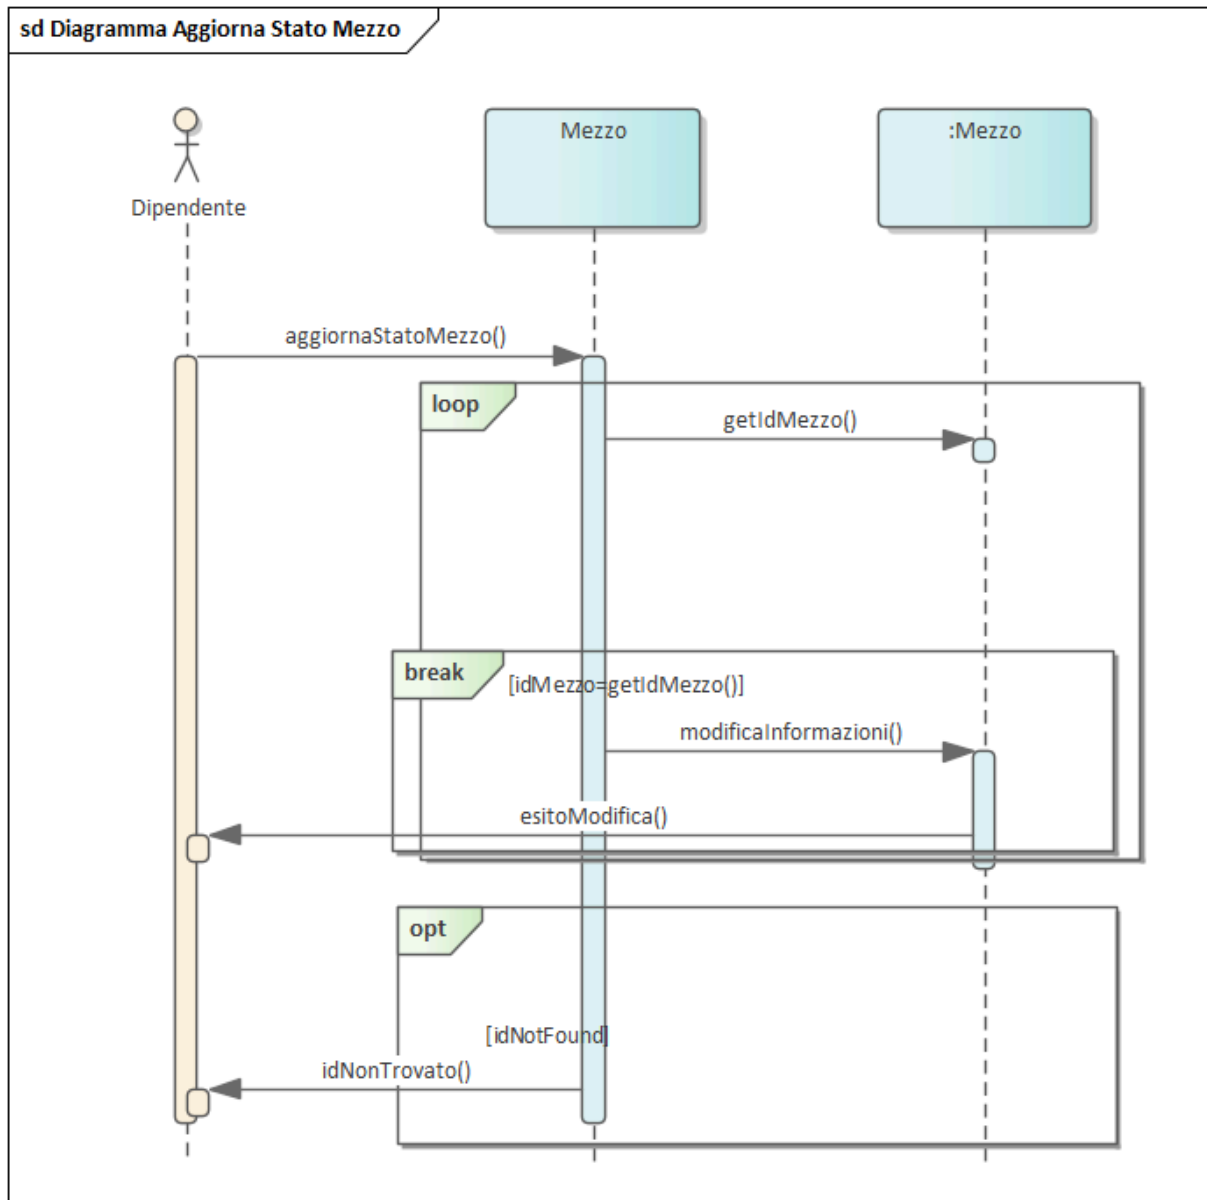 sd Diagramma Aggiorna Stato Mezzo
Mezzo
:Mezzo
Dipendente
aggiornaStatoMezzo()
loop
getIdMezzo()
break
[idMezzo=getIdMezzo()]
modificaInformazioni()
esitoModifica()
opt
[idNotFound]
idNonTrovato()